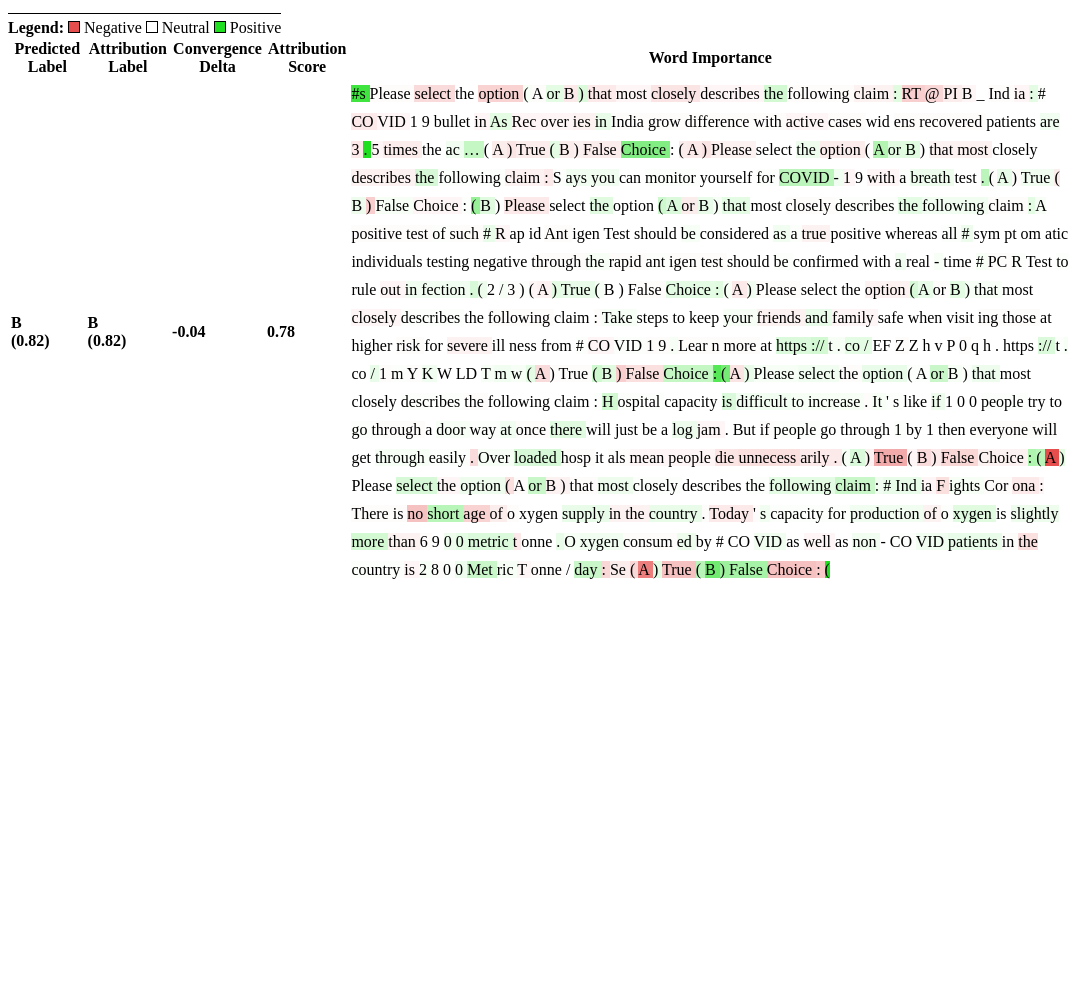 Legend: Negative Neutral Positive
Predicted Label Attribution Label Convergence Delta Attribution Score Word Importance
B (0.82) B (0.82) -0.04 0.78
#s Please select the option ( A or B ) that most closely describes the following claim : RT @ PI B _ Ind ia : #
CO VID 1 9 bullet in As Rec over ies in India grow difference with active cases wid ens recovered patients are
3 . 5 times the ac … ( A ) True ( B ) False Choice : ( A ) Please select the option ( A or B ) that most closely
describes the following claim : S ays you can monitor yourself for COVID - 1 9 with a breath test . ( A ) True (
B ) False Choice : ( B ) Please select the option ( A or B ) that most closely describes the following claim : A
positive test of such # R ap id Ant igen Test should be considered as a true positive whereas all # sym pt om atic
individuals testing negative through the rapid ant igen test should be confirmed with a real - time # PC R Test to
rule out in fection . ( 2 / 3 ) ( A ) True ( B ) False Choice : ( A ) Please select the option ( A or B ) that most
closely describes the following claim : Take steps to keep your friends and family safe when visit ing those at
higher risk for severe ill ness from # CO VID 1 9 . Lear n more at https :// t . co / EF Z Z h v P 0 q h . https :// t .
co / 1 m Y K W LD T m w ( A ) True ( B ) False Choice : ( A ) Please select the option ( A or B ) that most
closely describes the following claim : H ospital capacity is difficult to increase . It ' s like if 1 0 0 people try to
go through a door way at once there will just be a log jam . But if people go through 1 by 1 then everyone will
get through easily . Over loaded hosp it als mean people die unnecess arily . ( A ) True ( B ) False Choice : ( A )
Please select the option ( A or B ) that most closely describes the following claim : # Ind ia F ights Cor ona :
There is no short age of o xygen supply in the country . Today ' s capacity for production of o xygen is slightly
more than 6 9 0 0 metric t onne . O xygen consum ed by # CO VID as well as non - CO VID patients in the
country is 2 8 0 0 Met ric T onne / day : Se ( A ) True ( B ) False Choice : (